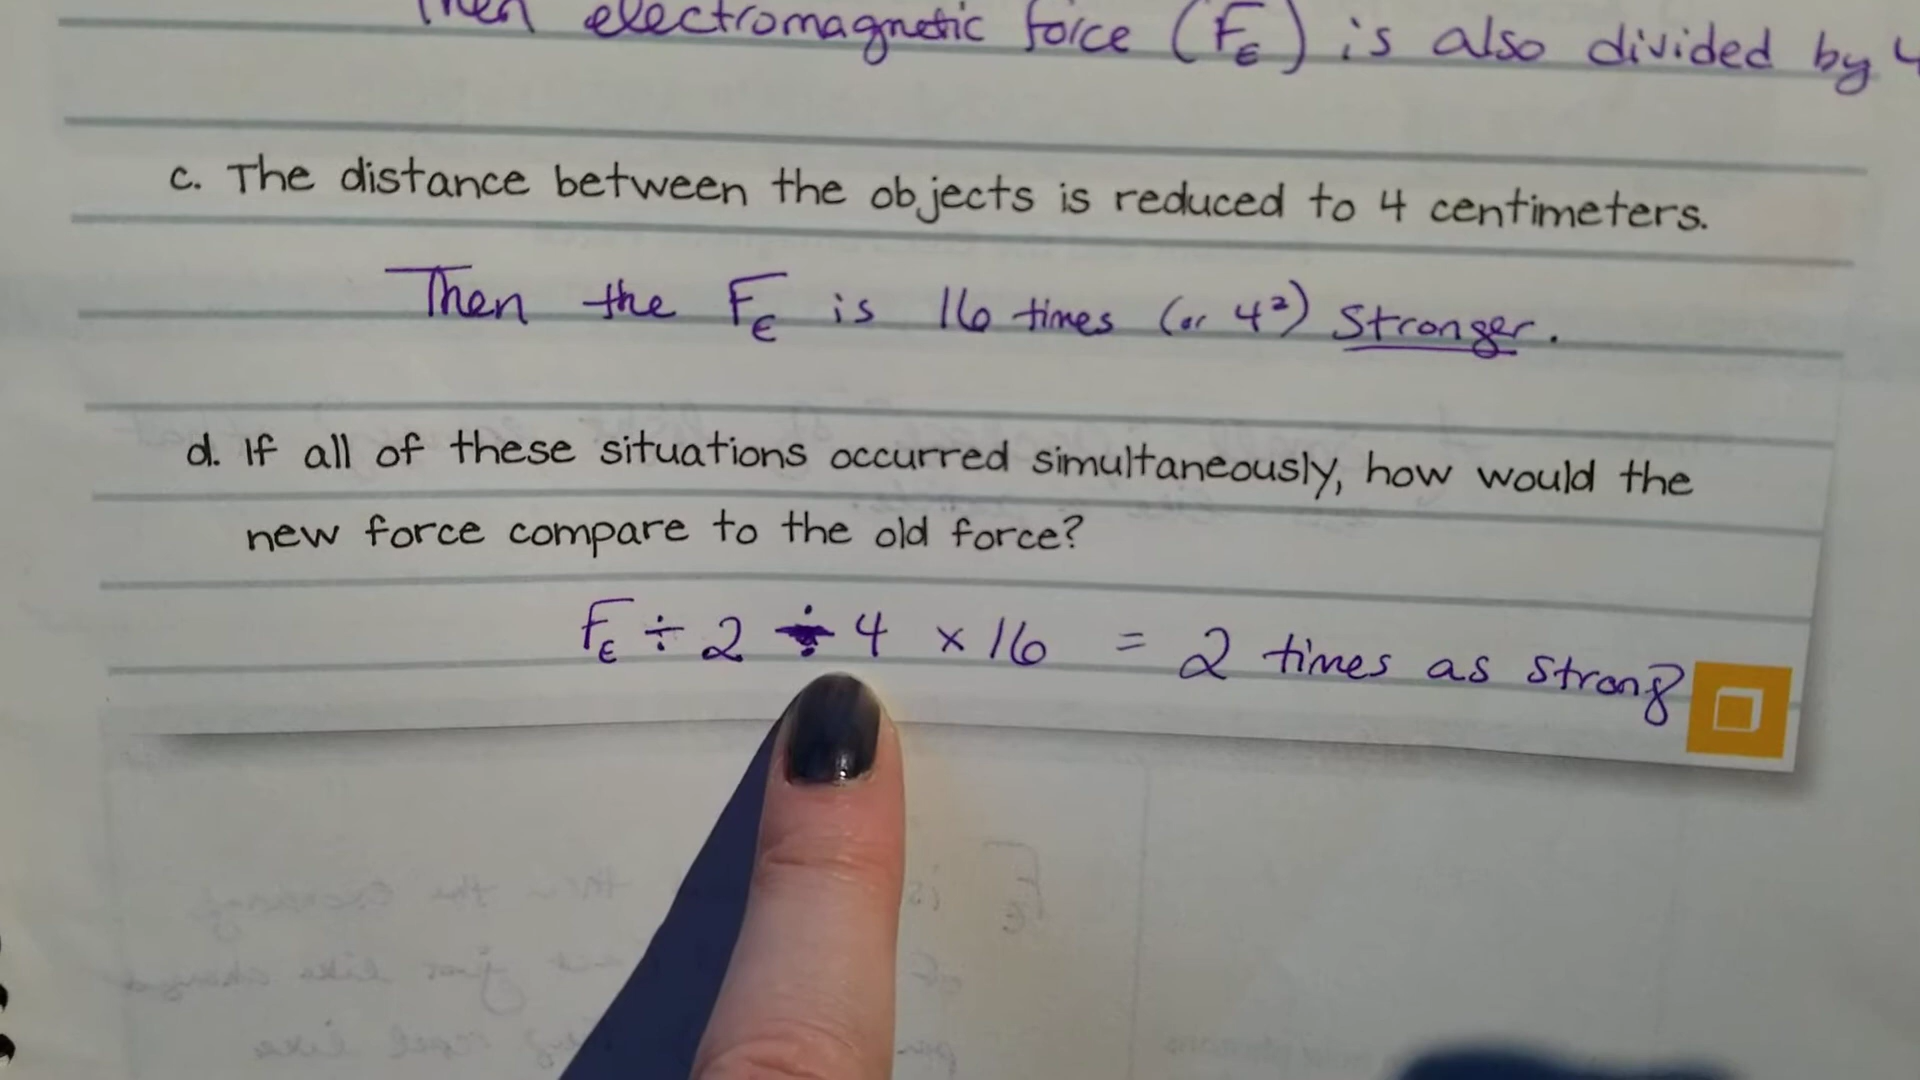 Then electromagnetic force (FE) is also divided by 4
c. The distance between the objects is reduced to 4 centimeters.
Then the FE is 16 times (or 4²) stronger.
d. If all of these situations occurred simultaneously, how would the
new force compare to the old force?
FE ÷ 2 ÷ 4 × 16 = 2 times as strong